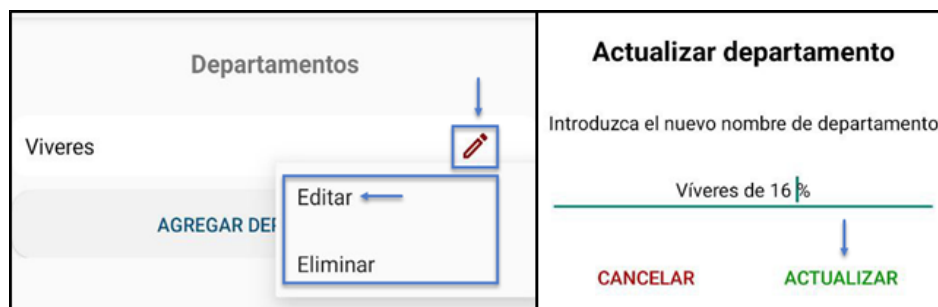 Departamentos
Viveres
Editar
AGREGAR DEP
Eliminar
Actualizar departamento
Introduzca el nuevo nombre de departamento
Víveres de 16 %
CANCELAR
ACTUALIZAR